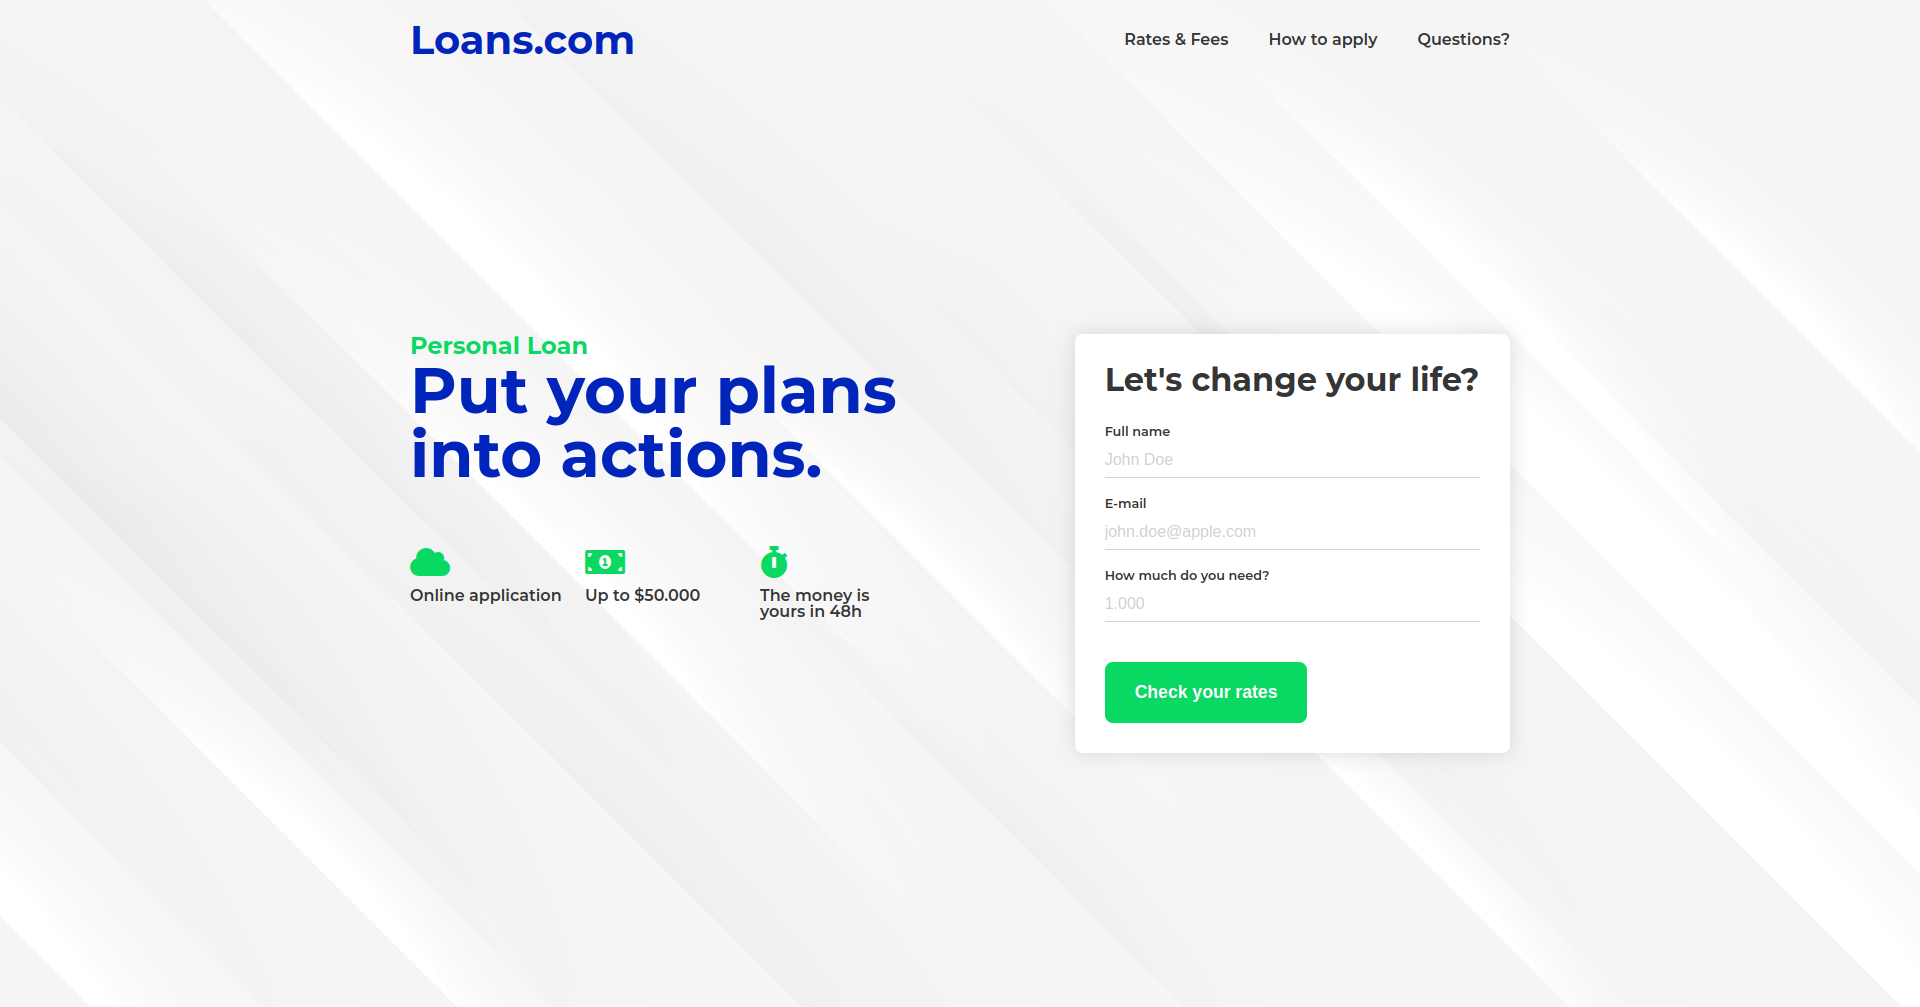 Loans.com
Rates & Fees
How to apply
Questions?
Personal Loan
Put your plans
into actions.
1
Online application
Up to $50.000
The money is
yours in 48h
Let's change your life?
Full name
John Doe
E-mail
john.doe@apple.com
How much do you need?
1.000
Check your rates